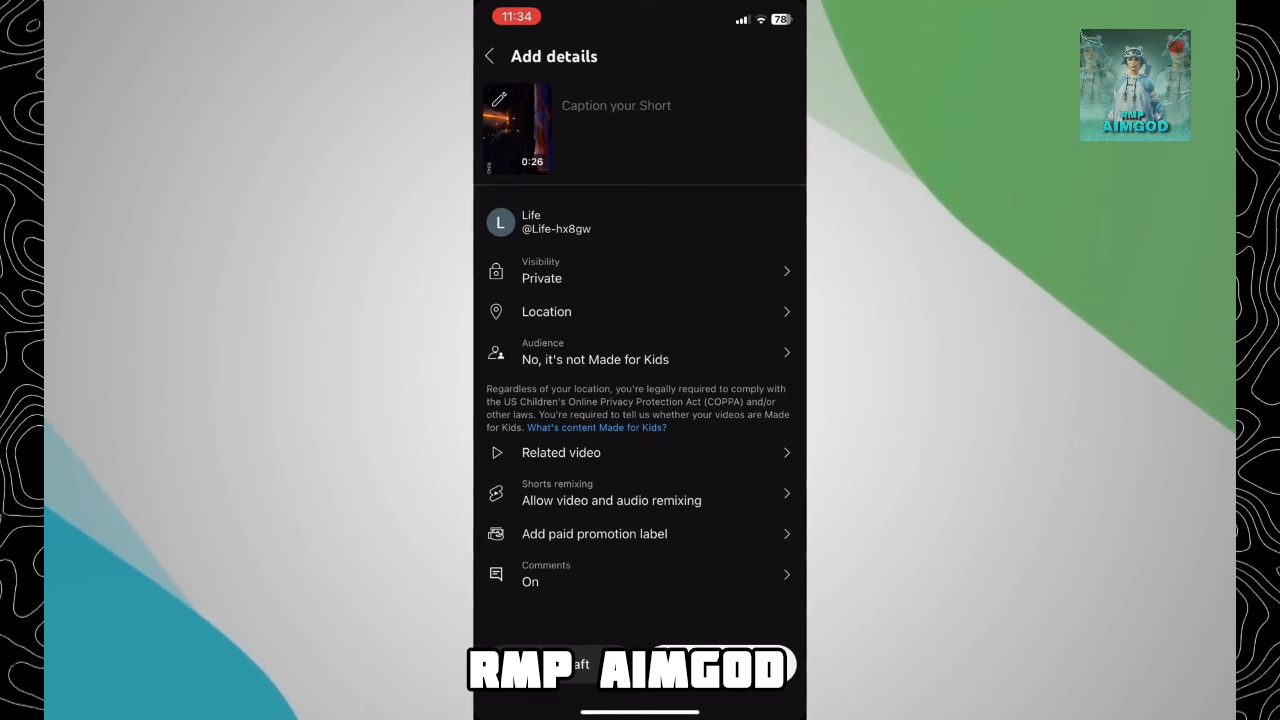 11:34
78
Add details
Caption your Short
0:26
Life
L
@Life-hx8gw
Visibility
Private
Location
Audience
No, it's not Made for Kids
Regardless of your location, you're legally required to comply with
the US Children's Online Privacy Protection Act (COPPA) and/or
other laws. You're required to tell us whether your videos are Made
for Kids. What's content Made for Kids?
Related video
Shorts remixing
Allow video and audio remixing
Add paid promotion label
Comments
On
aft
RMP AIMGOD
RMP
AIMGOD